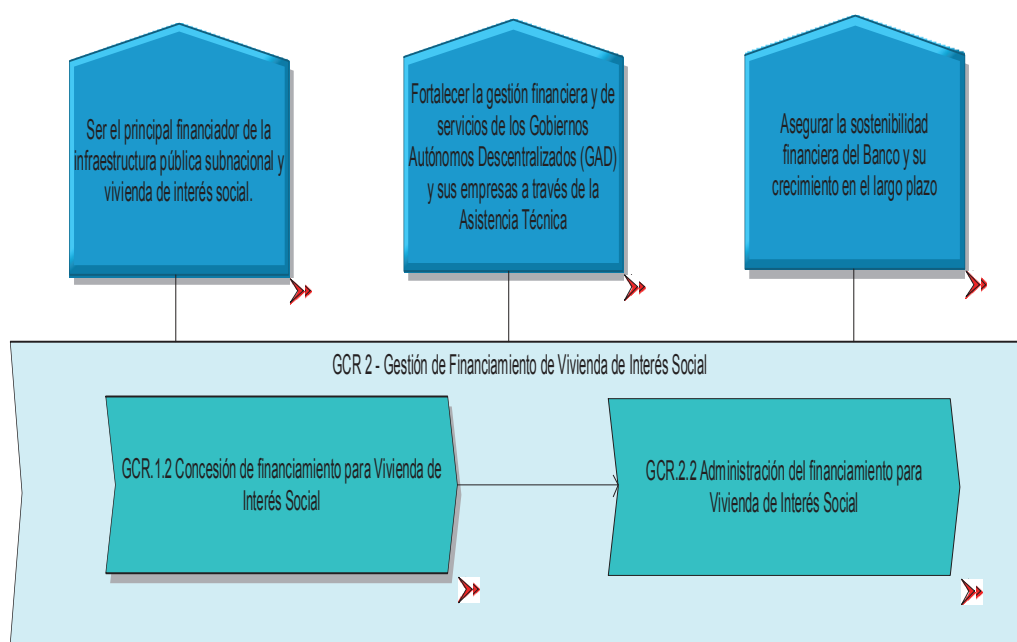 Ser el principal financiador de la
infraestructura pública subnacional y
vivienda de interés social.
Fortalecer la gestión financiera y de
servicios de los Gobiernos
Autónomos Descentralizados (GAD)
y sus empresas a través de la
Asistencia Técnica
Asegurar la sostenibilidad
financiera del Banco y su
crecimiento en el largo plazo
GCR 2 - Gestión de Financiamiento de Vivienda de Interés Social
GCR.1.2 Concesión de financiamiento para Vivienda de
Interés Social
GCR.2.2 Administración del financiamiento para
Vivienda de Interés Social